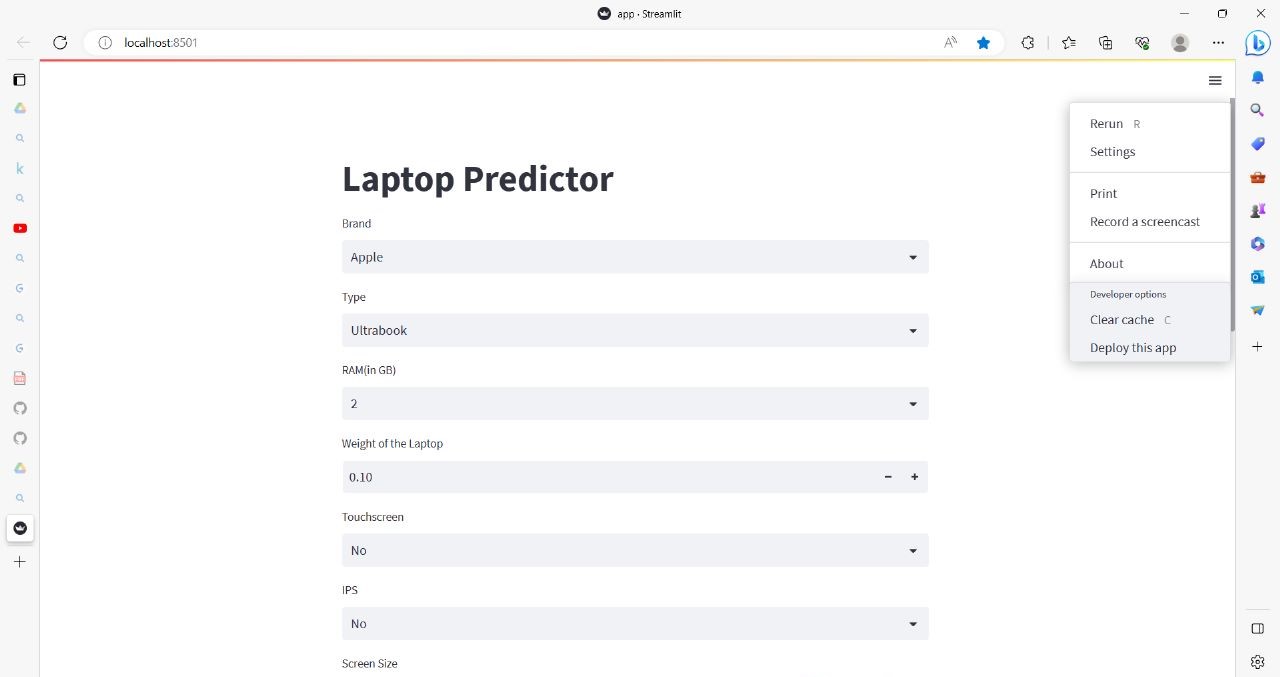 app · Streamlit
localhost:8501
Rerun R
Settings
Print
Record a screencast
About
Developer options
Clear cache C
Deploy this app
Laptop Predictor
Brand
Apple
Type
Ultrabook
RAM(in GB)
2
Weight of the Laptop
0.10
Touchscreen
No
IPS
No
Screen Size